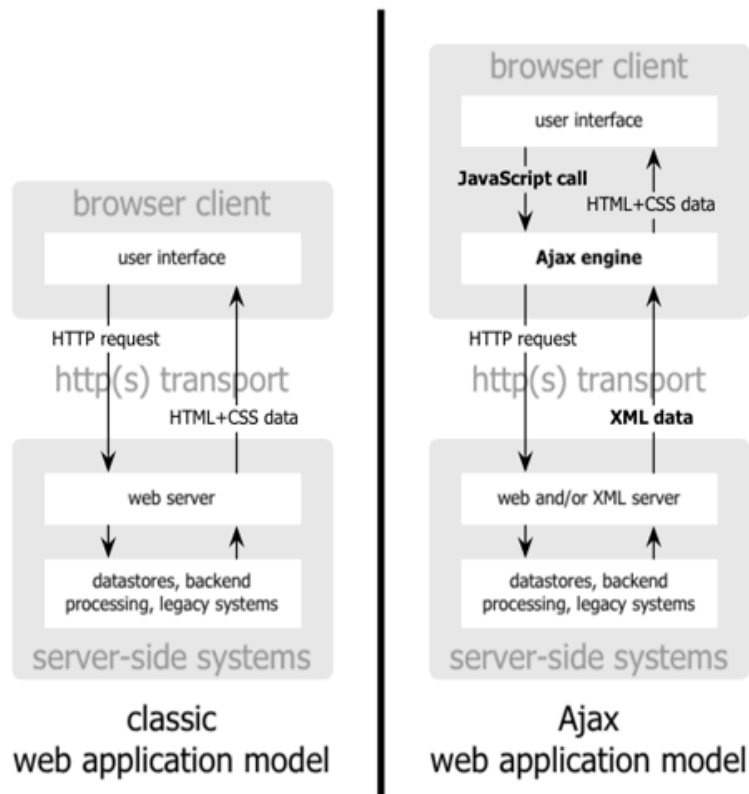 browser client
user interface
HTTP request
http(s) transport
HTML+CSS data
web server
datastores, backend
processing, legacy systems
server-side systems
classic
web application model
browser client
user interface
JavaScript call
HTML+CSS data
Ajax engine
HTTP request
http(s) transport
XML data
web and/or XML server
datastores, backend
processing, legacy systems
server-side systems
Ajax
web application model